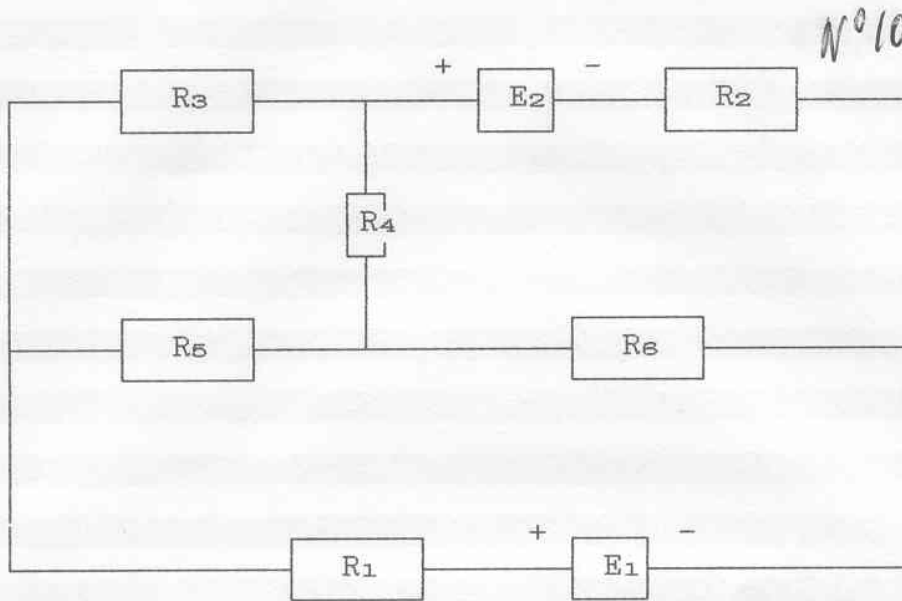 N° 10
+ -
R3 E2 R2
R4
R5 R6
+ -
R1 E1